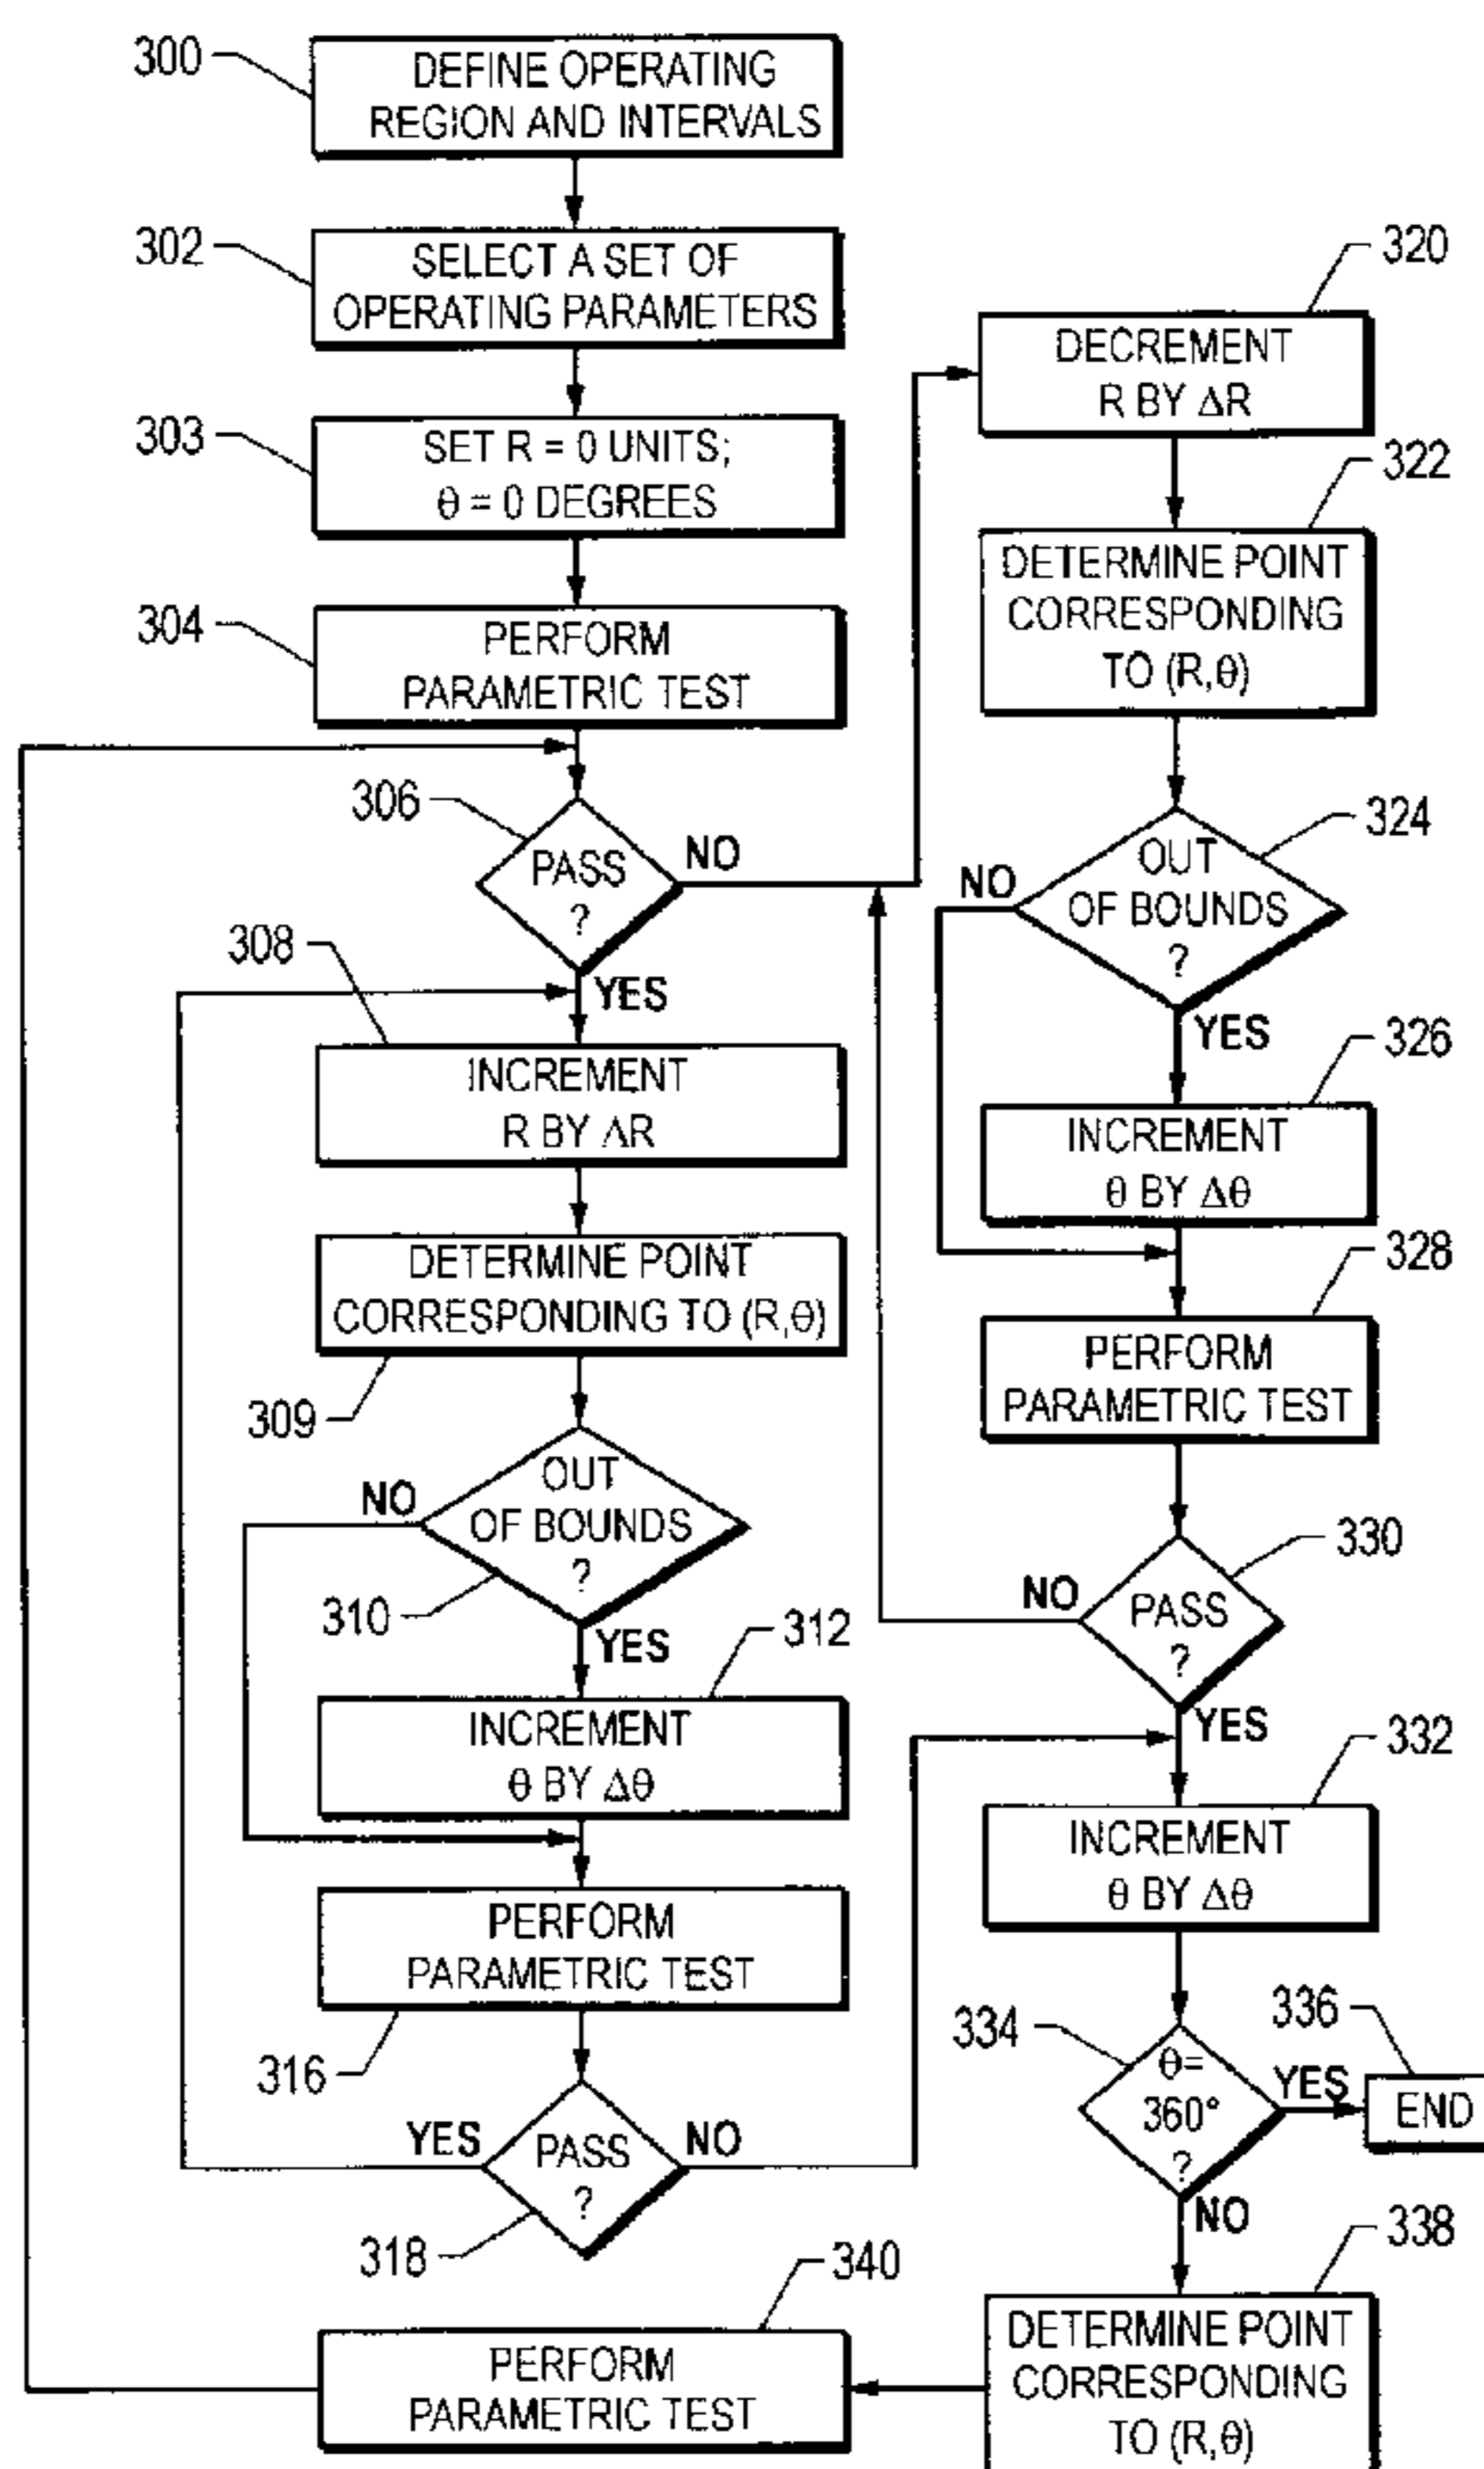 300
DEFINE OPERATING
REGION AND INTERVALS
302
SELECT A SET OF
OPERATING PARAMETERS
303
SET R = 0 UNITS;
θ = 0 DEGREES
304
PERFORM
PARAMETRIC TEST
306
PASS
?
NO
YES
308
INCREMENT
R BY ΔR
DETERMINE POINT
CORRESPONDING TO (R,θ)
309
OUT
OF BOUNDS
?
NO
310
YES
312
INCREMENT
θ BY Δθ
PERFORM
PARAMETRIC TEST
316
YES
PASS
?
NO
318
320
DECREMENT
R BY ΔR
322
DETERMINE POINT
CORRESPONDING
TO (R,θ)
324
OUT
OF BOUNDS
?
NO
YES
326
INCREMENT
θ BY Δθ
328
PERFORM
PARAMETRIC TEST
330
NO
PASS
?
YES
332
INCREMENT
θ BY Δθ
334
θ=
360°
?
YES
336
END
NO
338
DETERMINE POINT
CORRESPONDING
TO (R,θ)
340
PERFORM
PARAMETRIC TEST